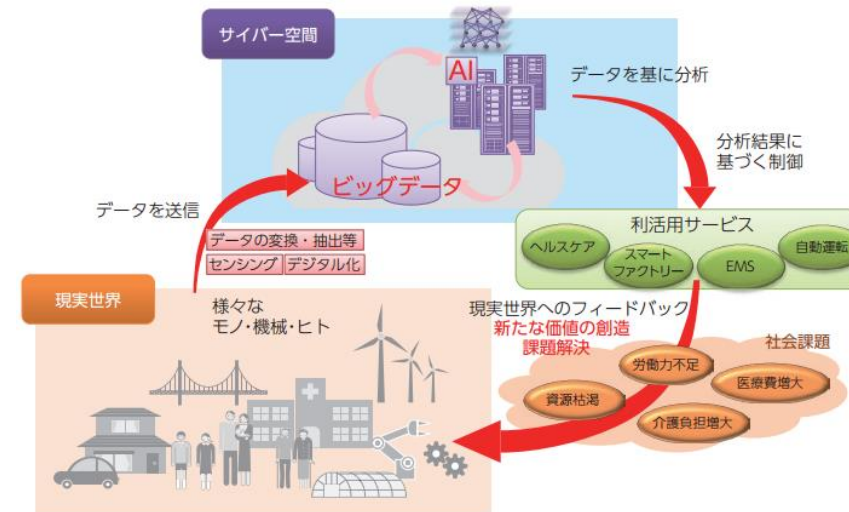 サイバー空間
AI
データを基に分析
分析結果に
基づく制御
ビッグデータ
データを送信
データの変換・抽出等
センシング
デジタル化
利活用サービス
ヘルスケア
スマート
ファクトリー
EMS
自動運転
現実世界
様々な
モノ・機械・ヒト
現実世界へのフィードバック
新たな価値の創造
課題解決
社会課題
労働力不足
医療費増大
資源枯渇
介護負担増大